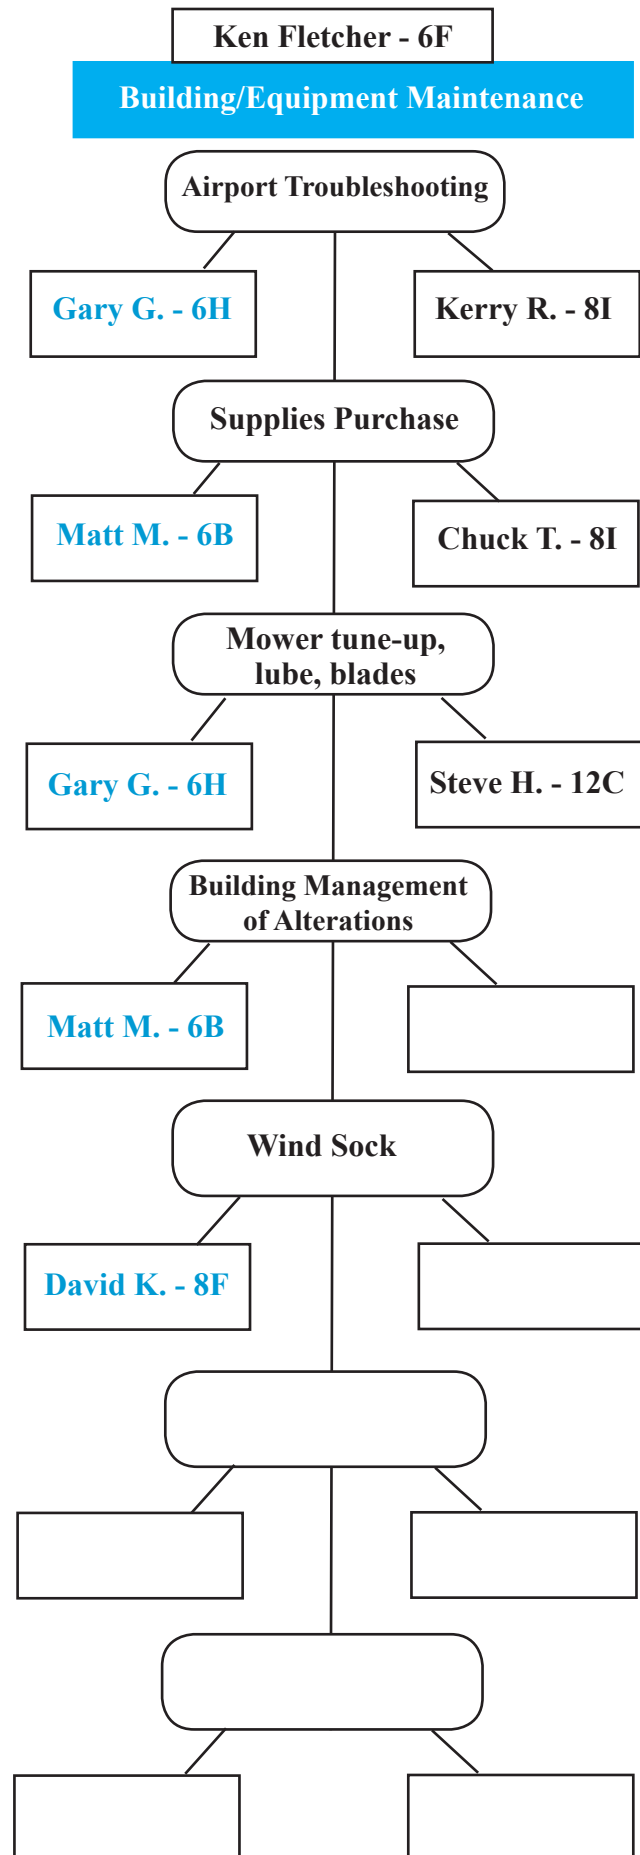 Ken Fletcher - 6F
Building/Equipment Maintenance
Airport Troubleshooting
Gary G. - 6H
Kerry R. - 8I
Supplies Purchase
Matt M. - 6B
Chuck T. - 8I
Mower tune-up,
lube, blades
Gary G. - 6H
Steve H. - 12C
Building Management
of Alterations
Matt M. - 6B
Wind Sock
David K. - 8F